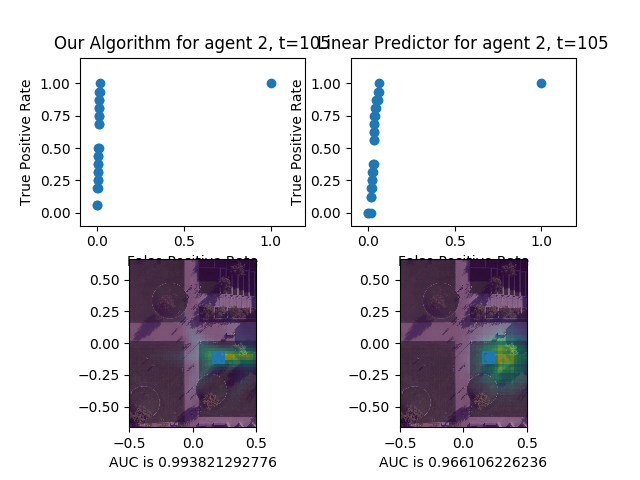 Our Algorithm for agent 2, t=105
Linear Predictor for agent 2, t=105
True Positive Rate
1.00
0.75
0.50
0.25
0.00
0.0 0.5 1.0
False Positive Rate
True Positive Rate
1.00
0.75
0.50
0.25
0.00
0.0 0.5 1.0
False Positive Rate
0.50
0.25
0.00
−0.25
−0.50
−0.5 0.0 0.5
AUC is 0.993821292776
0.50
0.25
0.00
−0.25
−0.50
−0.5 0.0 0.5
AUC is 0.966106226236